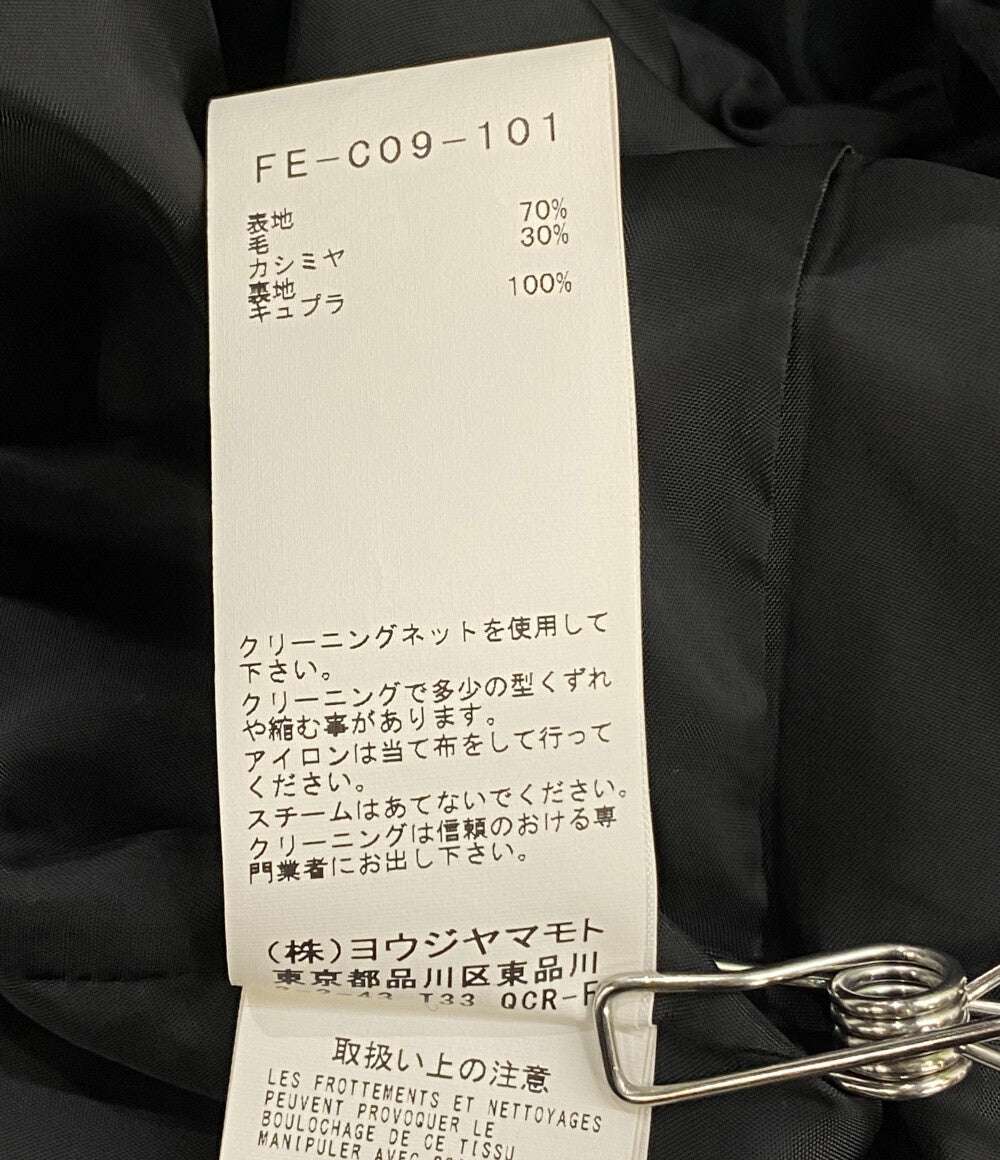 FE-C09-101
表地
毛 70%
カシミヤ 30%
裏地
キュプラ 100%
クリーニングネットを使用して
下さい。
クリーニングで多少の型くずれ
や縮む事があります。
アイロンは当て布をして行って
ください。
スチームはあてないでください。
クリーニングは信頼のおける専
門業者にお出し下さい。
(株)ヨウジヤマモト
東京都品川区東品川
T33 QCR-F
取扱い上の注意
LES FROTTEMENTS ET NETTOYAGES
PEUVENT PROVOQUER LE
BOULOCHAGE DE CE TISSU
MANIPULER AVEC